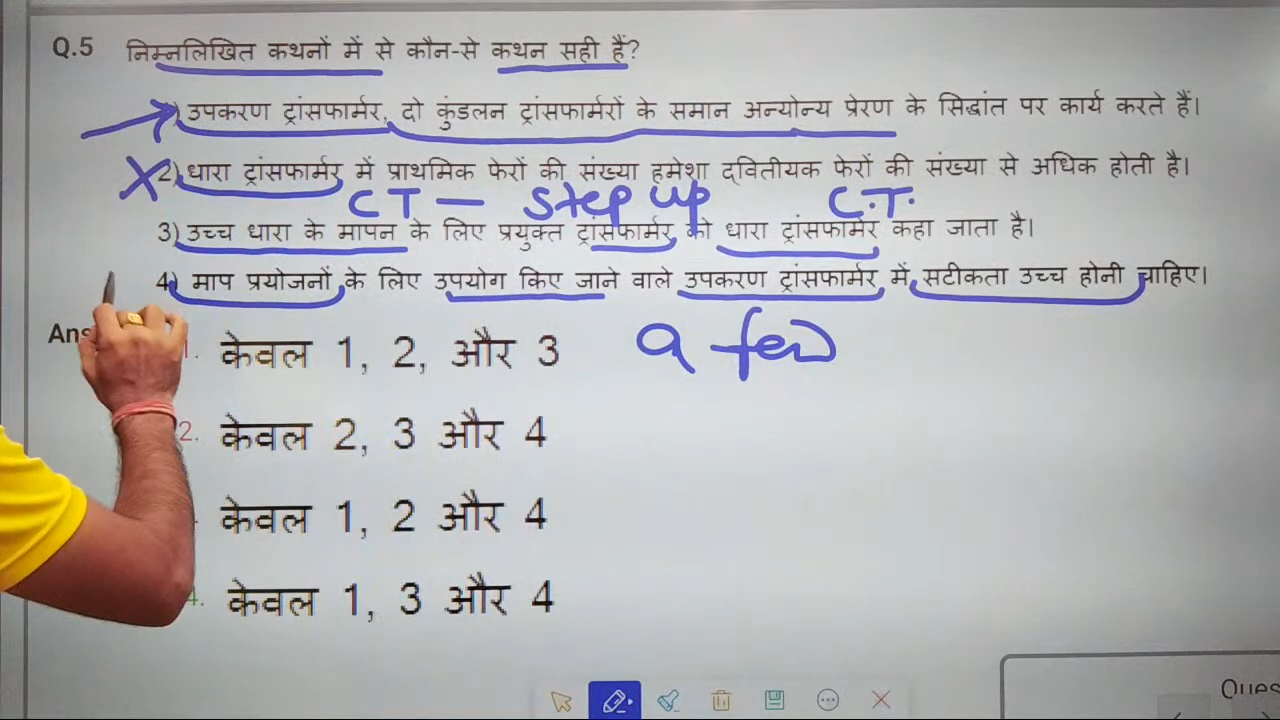 Q.5 निम्नलिखित कथनों में से कौन-से कथन सही हैं?
उपकरण ट्रांसफार्मर, दो कुंडलन ट्रांसफार्मरों के समान अन्योन्य प्रेरण के सिद्धांत पर कार्य करते हैं।
X 2) धारा ट्रांसफार्मर में प्राथमिक फेरों की संख्या हमेशा द्वितीयक फेरों की संख्या से अधिक होती है।
CT — Step up C.T.
3) उच्च धारा के मापन के लिए प्रयुक्त ट्रांसफार्मर को धारा ट्रांसफार्मर कहा जाता है।
4) माप प्रयोजनों के लिए उपयोग किए जाने वाले उपकरण ट्रांसफार्मर में सटीकता उच्च होनी चाहिए।
Ans
1. केवल 1, 2, और 3
a few
2. केवल 2, 3 और 4
केवल 1, 2 और 4
4. केवल 1, 3 और 4